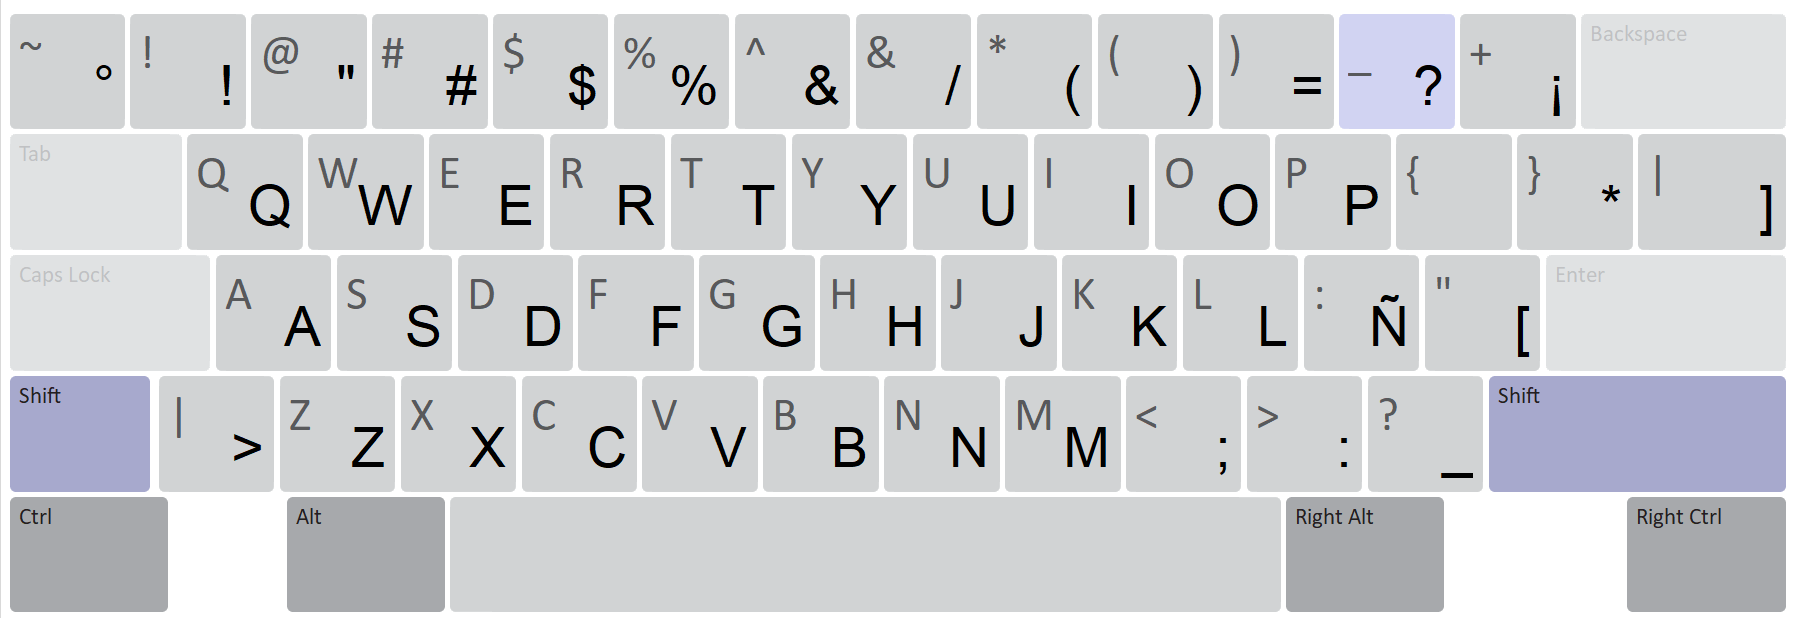 ~ ° ! ! @ " # # $ $ % % ^ & & / * ( ( ) ) = _ ? + ¡ Backspace
Tab Q Q W W E E R R T T Y Y U U I I O O P P { } * | ]
Caps Lock A A S S D D F F G G H H J J K K L L : Ñ " [ Enter
Shift | > Z Z X X C C V V B B N N M M < ; > : ? _ Shift
Ctrl Alt Right Alt Right Ctrl